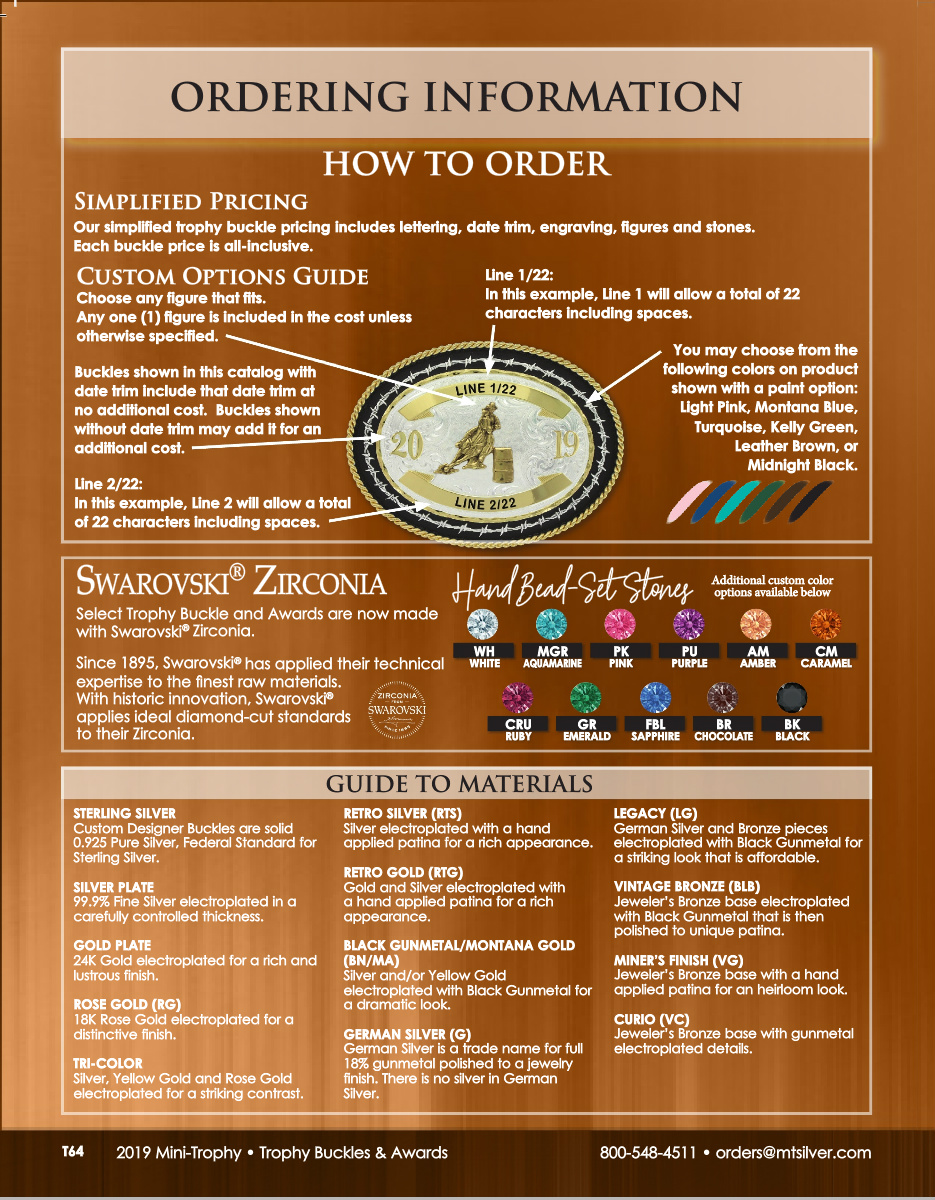 ORDERING INFORMATION
HOW TO ORDER
SIMPLIFIED PRICING
Our simplified trophy buckle pricing includes lettering, date trim, engraving, figures and stones.
Each buckle price is all-inclusive.
CUSTOM OPTIONS GUIDE
Choose any figure that fits.
Any one (1) figure is included in the cost unless
otherwise specified.
Buckles shown in this catalog with
date trim include that date trim at
no additional cost. Buckles shown
without date trim may add it for an
additional cost.
Line 2/22:
In this example, Line 2 will allow a total
of 22 characters including spaces.
Line 1/22:
In this example, Line 1 will allow a total of 22
characters including spaces.
LINE 1/22
20 19
LINE 2/22
You may choose from the
following colors on product
shown with a paint option:
Light Pink, Montana Blue,
Turquoise, Kelly Green,
Leather Brown, or
Midnight Black.
SWAROVSKI® ZIRCONIA
Select Trophy Buckle and Awards are now made
with Swarovski® Zirconia.
Since 1895, Swarovski® has applied their technical
expertise to the finest raw materials.
With historic innovation, Swarovski®
applies ideal diamond-cut standards
to their Zirconia.
ZIRCONIA
FROM
SWAROVSKI
SINCE 1895
Hand Bead-Set Stones
Additional custom color
options available below
WH
WHITE
MGR
AQUAMARINE
PK
PINK
PU
PURPLE
AM
AMBER
CM
CARAMEL
CRU
RUBY
GR
EMERALD
FBL
SAPPHIRE
BR
CHOCOLATE
BK
BLACK
GUIDE TO MATERIALS
STERLING SILVER
Custom Designer Buckles are solid
0.925 Pure Silver, Federal Standard for
Sterling Silver.
SILVER PLATE
99.9% Fine Silver electroplated in a
carefully controlled thickness.
GOLD PLATE
24K Gold electroplated for a rich and
lustrous finish.
ROSE GOLD (RG)
18K Rose Gold electroplated for a
distinctive finish.
TRI-COLOR
Silver, Yellow Gold and Rose Gold
electroplated for a striking contrast.
RETRO SILVER (RTS)
Silver electroplated with a hand
applied patina for a rich appearance.
RETRO GOLD (RTG)
Gold and Silver electroplated with
a hand applied patina for a rich
appearance.
BLACK GUNMETAL/MONTANA GOLD
(BN/MA)
Silver and/or Yellow Gold
electroplated with Black Gunmetal for
a dramatic look.
GERMAN SILVER (G)
German Silver is a trade name for full
18% gunmetal polished to a jewelry
finish. There is no silver in German
Silver.
LEGACY (LG)
German Silver and Bronze pieces
electroplated with Black Gunmetal for
a striking look that is affordable.
VINTAGE BRONZE (BLB)
Jeweler's Bronze base electroplated
with Black Gunmetal that is then
polished to unique patina.
MINER'S FINISH (VG)
Jeweler's Bronze base with a hand
applied patina for an heirloom look.
CURIO (VC)
Jeweler's Bronze base with gunmetal
electroplated details.
T64 2019 Mini-Trophy • Trophy Buckles & Awards 800-548-4511 • orders@mtsilver.com